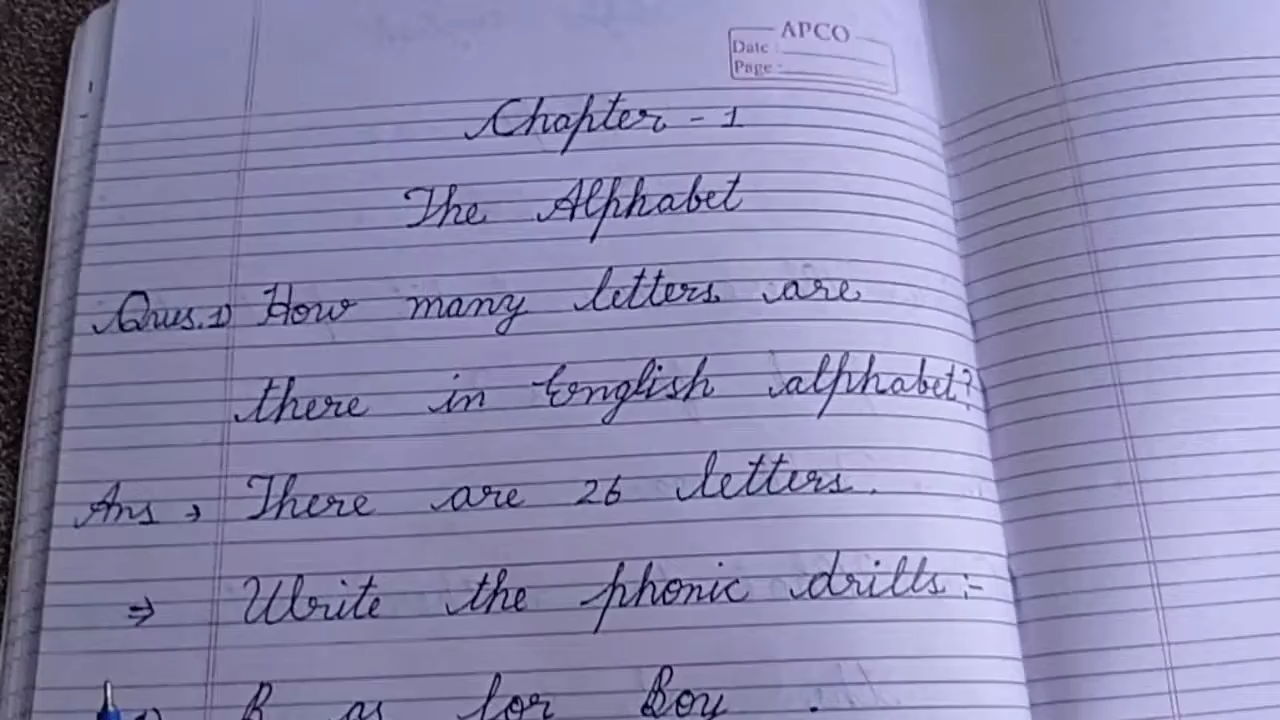 APCO
Date :
Page :
Chapter - 1
The Alphabet
Ques.1) How many letters are
there in English alphabet?
Ans → There are 26 letters.
⇒ Write the phonic drills :-
1) B as for Boy .